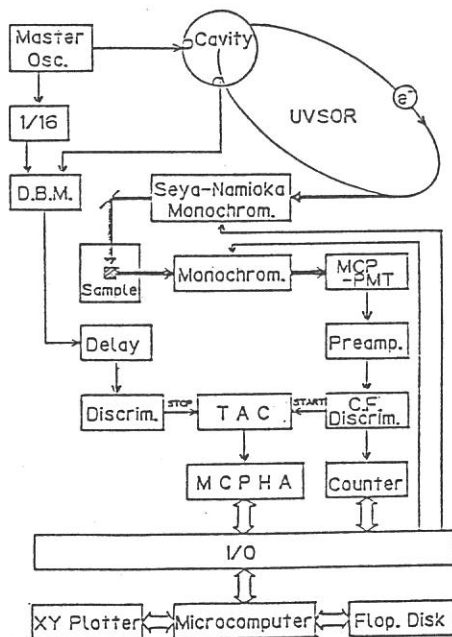 Master
Osc.
Cavity
e⁻
1/16
UVSOR
D.B.M.
Seya-Namioka
Monochrom.
Sample
Monochrom.
MCP
-PMT
Delay
Preamp.
Discrim.
STOP
TAC
START
C.F.
Discrim.
MCPHA
Counter
I/O
XY Plotter
Microcomputer
Flop. Disk